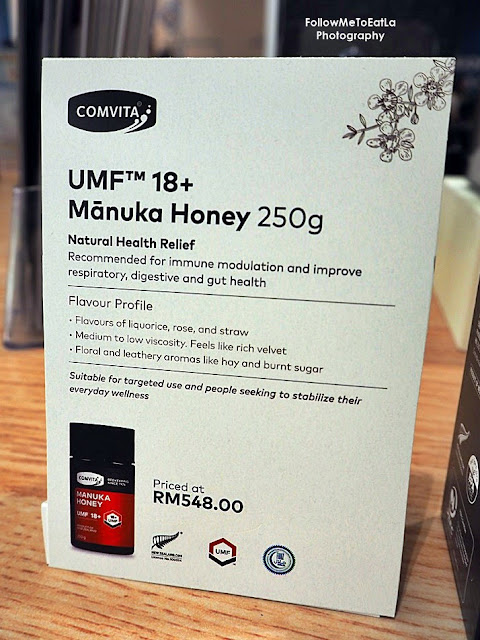 FollowMeToEatLa
Photography
COMVITA
UMF™ 18+
Mānuka Honey 250g
Natural Health Relief
Recommended for immune modulation and improve
respiratory, digestive and gut health
Flavour Profile
• Flavours of liquorice, rose, and straw
• Medium to low viscosity. Feels like rich velvet
• Floral and leathery aromas like hay and burnt sugar
Suitable for targeted use and people seeking to stabilize their
everyday wellness
COMVITA
MANUKA
HONEY
UMF 18+
Priced at
RM548.00
UMF